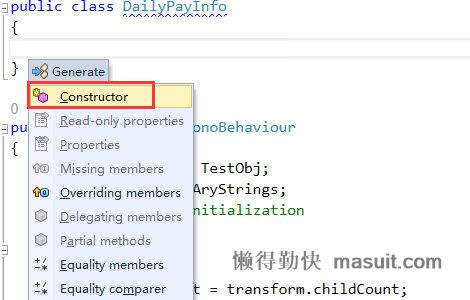 public class DailyPayInfo
{
} Generate
Constructor
0
Read-only properties
pu onoBehaviour
Properties
{
Missing members
TestObj;
Overriding members
AryStrings;
Delegating members
nitialization
Partial methods
懒得勤快 masuit.com
Equality members
{
Equality comparer
t = transform.childCount;